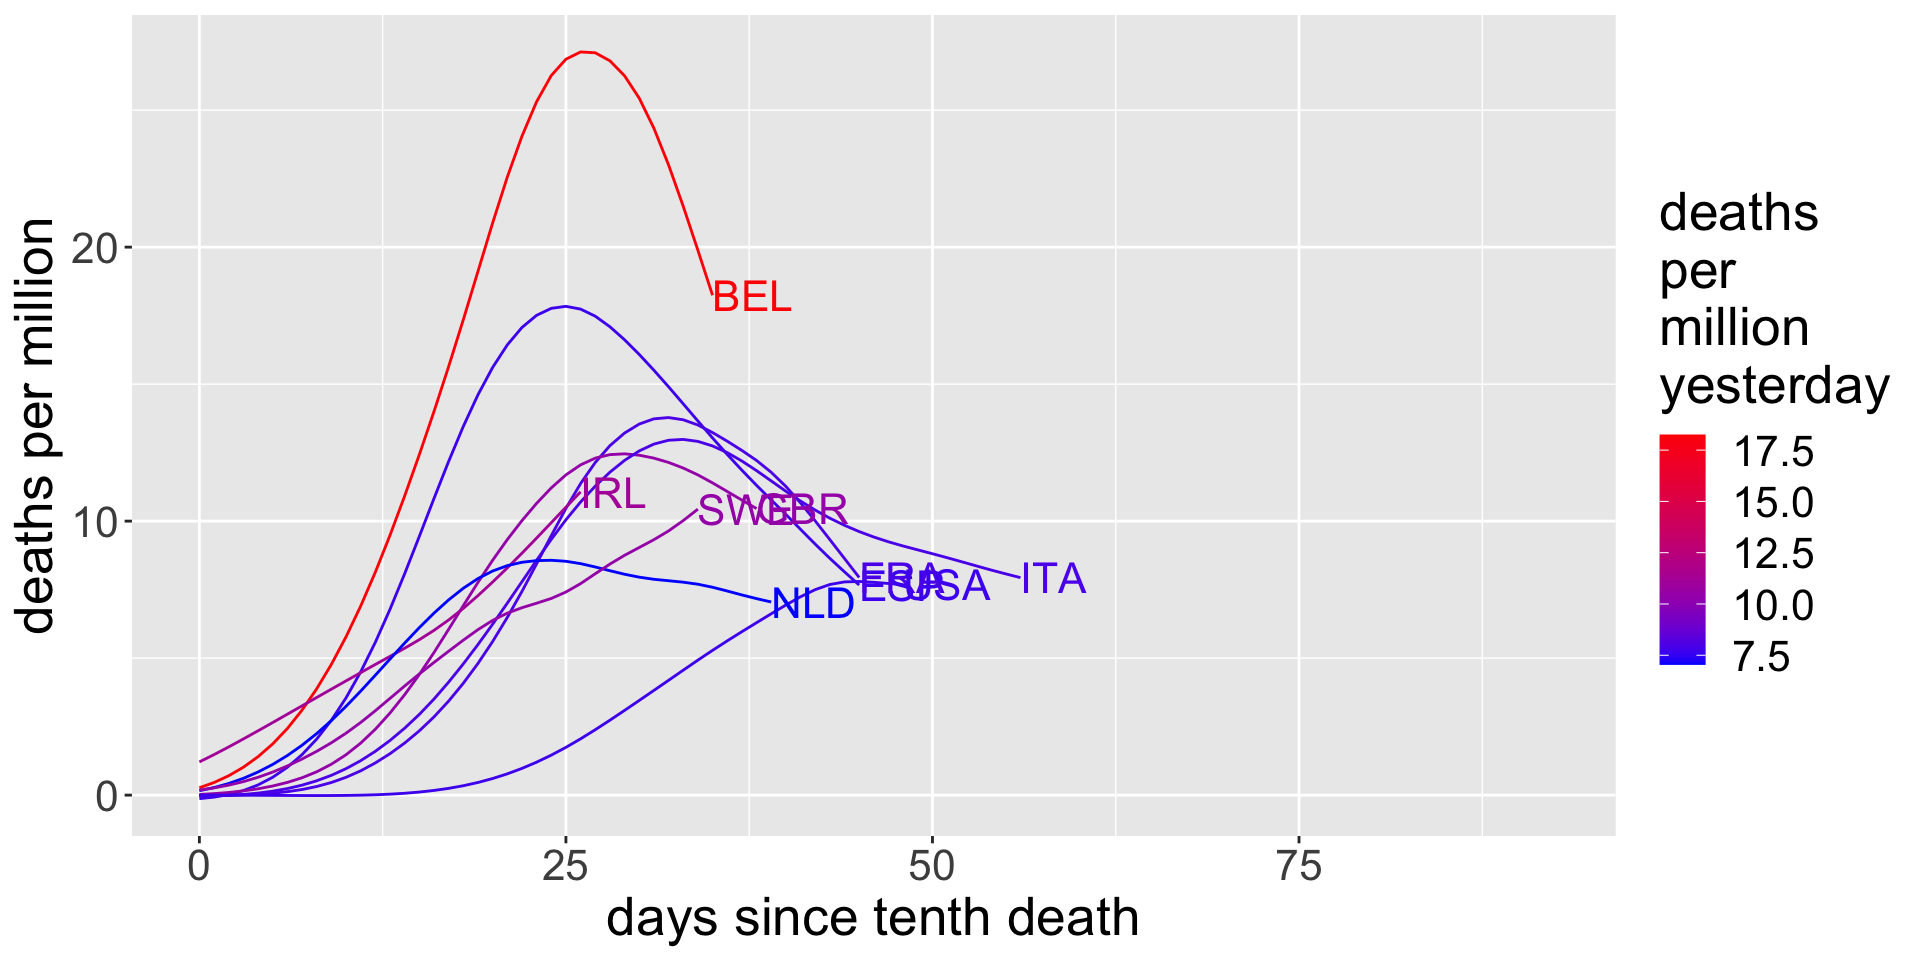 deaths per million
20
10
0
BEL
IRL
SWE
GBR
FRA
ESP
USA
ITA
NLD
0
25
50
75
days since tenth death
deaths
per
million
yesterday
17.5
15.0
12.5
10.0
7.5